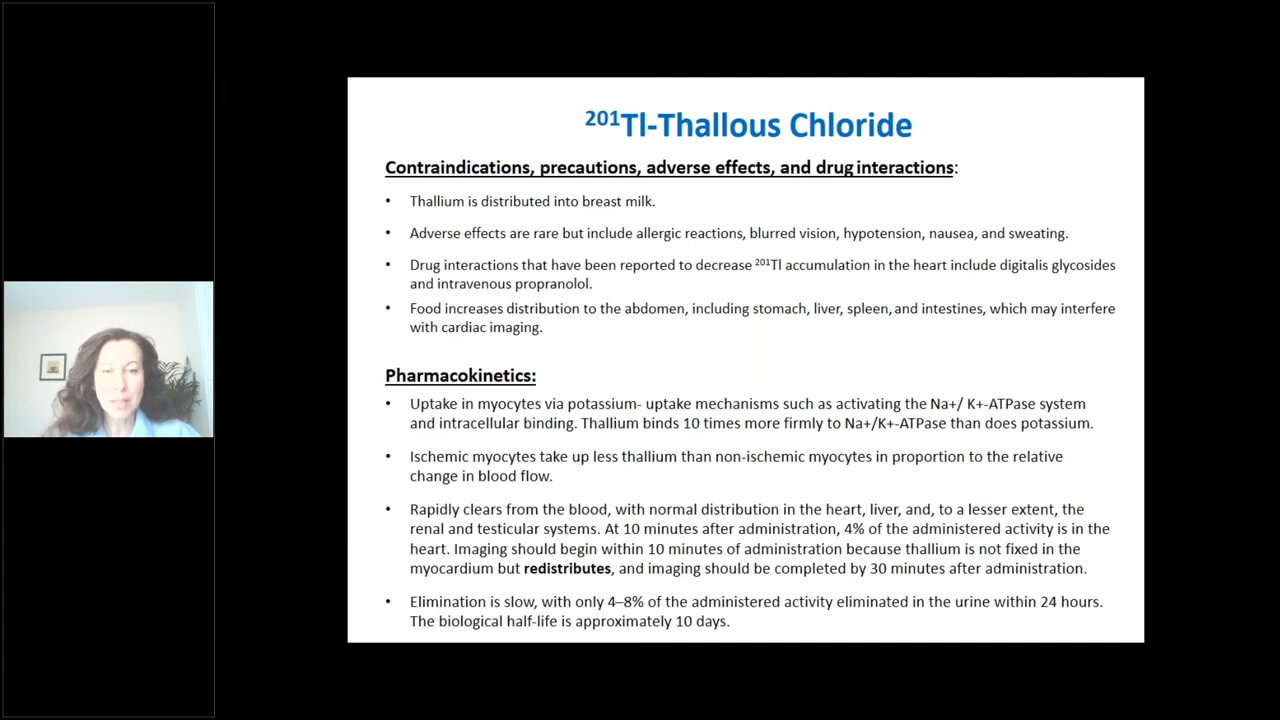 ²⁰¹Tl-Thallous Chloride
Contraindications, precautions, adverse effects, and drug interactions:
• Thallium is distributed into breast milk.
• Adverse effects are rare but include allergic reactions, blurred vision, hypotension, nausea, and sweating.
• Drug interactions that have been reported to decrease ²⁰¹Tl accumulation in the heart include digitalis glycosides
and intravenous propranolol.
• Food increases distribution to the abdomen, including stomach, liver, spleen, and intestines, which may interfere
with cardiac imaging.
Pharmacokinetics:
• Uptake in myocytes via potassium- uptake mechanisms such as activating the Na+/ K+-ATPase system
and intracellular binding. Thallium binds 10 times more firmly to Na+/K+-ATPase than does potassium.
• Ischemic myocytes take up less thallium than non-ischemic myocytes in proportion to the relative
change in blood flow.
• Rapidly clears from the blood, with normal distribution in the heart, liver, and, to a lesser extent, the
renal and testicular systems. At 10 minutes after administration, 4% of the administered activity is in the
heart. Imaging should begin within 10 minutes of administration because thallium is not fixed in the
myocardium but redistributes, and imaging should be completed by 30 minutes after administration.
• Elimination is slow, with only 4–8% of the administered activity eliminated in the urine within 24 hours.
The biological half-life is approximately 10 days.